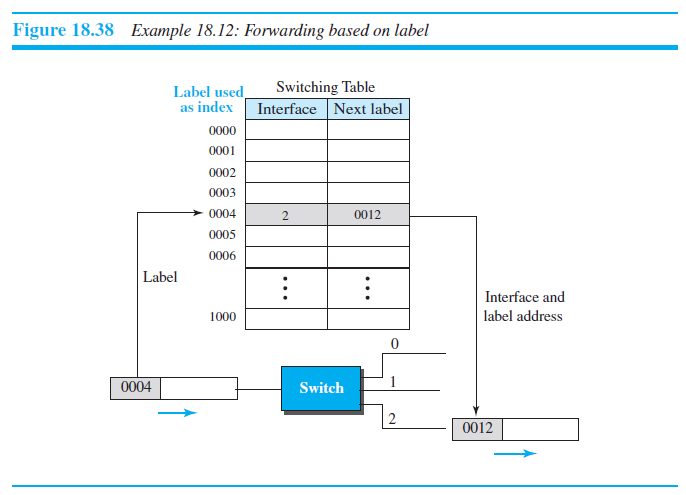 Figure 18.38 Example 18.12: Forwarding based on label
Label used
as index
Switching Table
Interface Next label
0000
0001
0002
0003
0004 2 0012
0005
0006
1000
Label
Interface and
label address
0004
Switch
0
1
2
0012